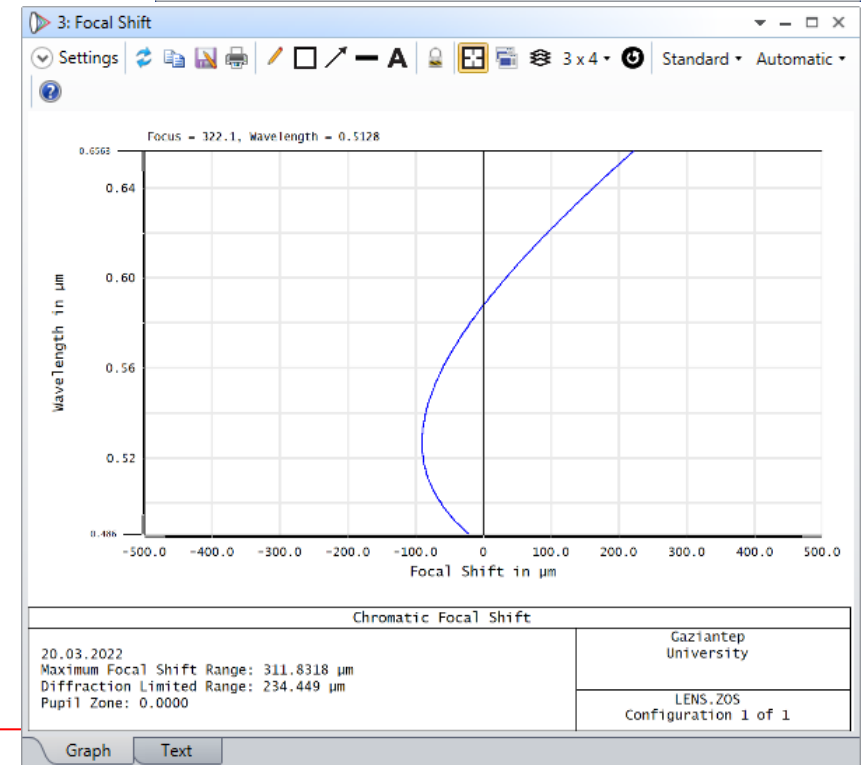 3: Focal Shift
Settings A 3 x 4 Standard Automatic
?
Focus = 322.1, Wavelength = 0.5128
0.6563
0.64
0.60
0.56
0.52
0.486
Wavelength in µm
-500.0 -400.0 -300.0 -200.0 -100.0 0 100.0 200.0 300.0 400.0 500.0
Focal Shift in µm
Chromatic Focal Shift
20.03.2022
Maximum Focal Shift Range: 311.8318 µm
Diffraction Limited Range: 234.449 µm
Pupil Zone: 0.0000
Gaziantep
University
LENS.ZOS
Configuration 1 of 1
Graph Text